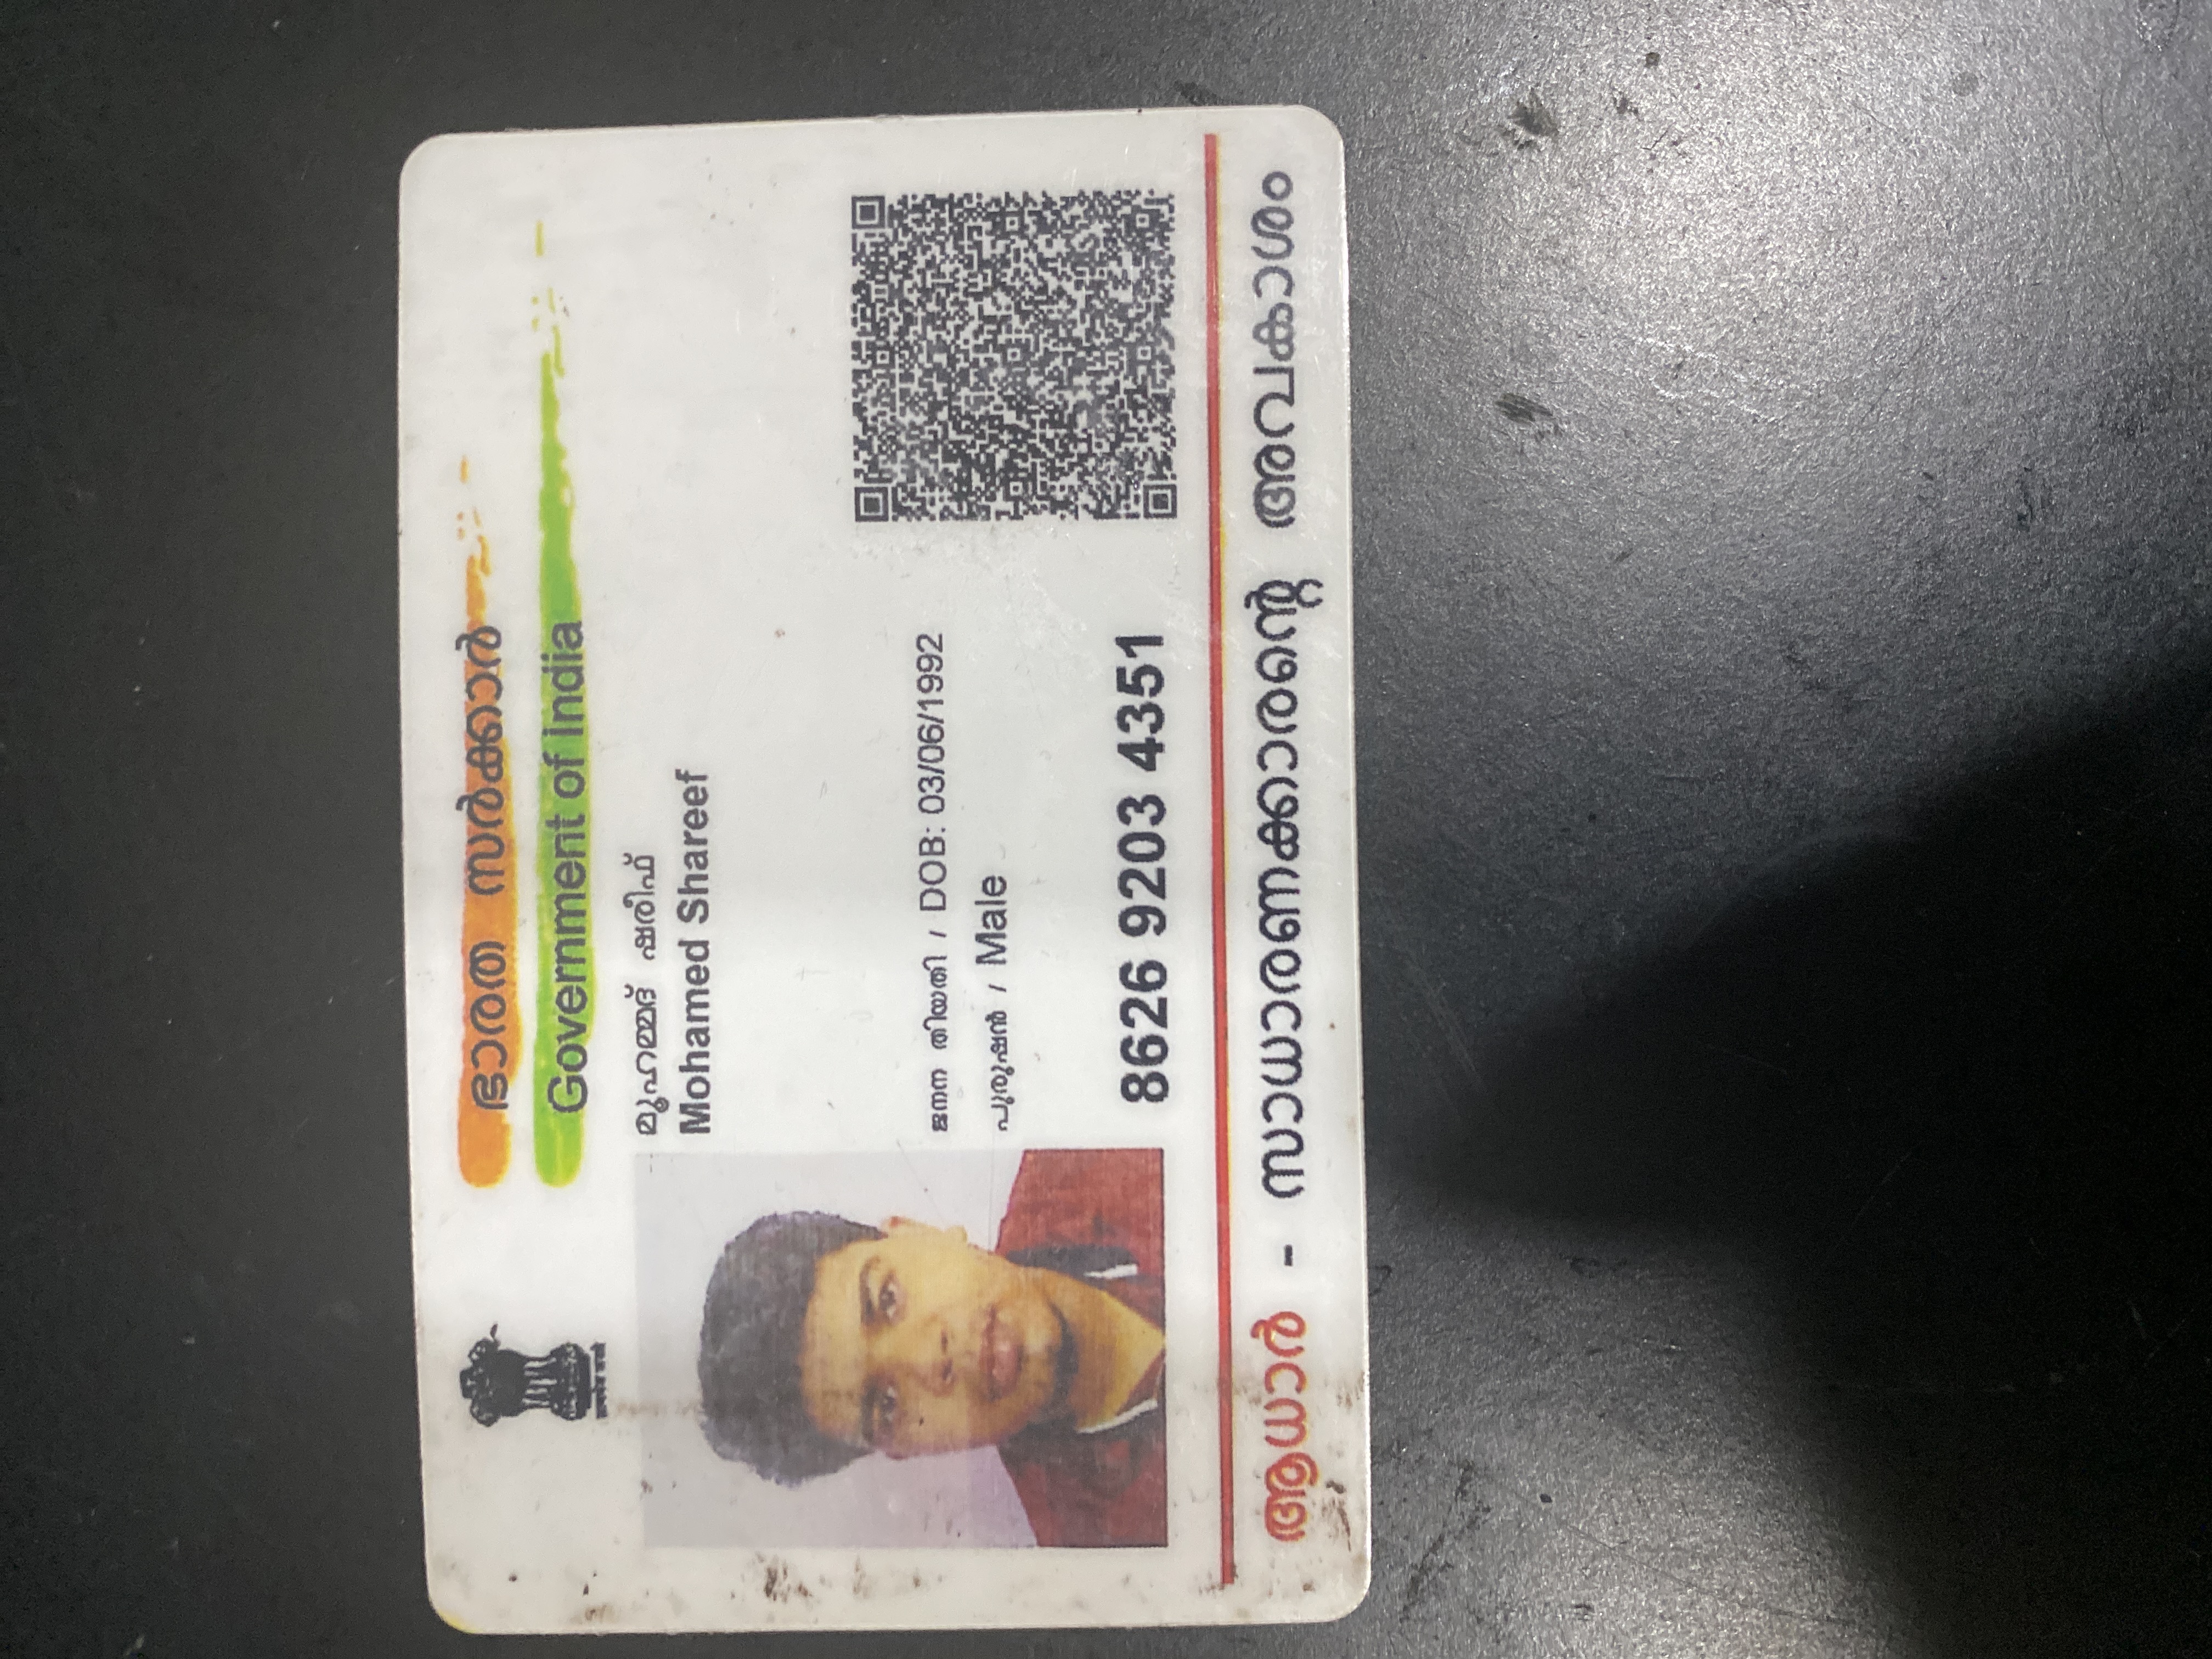 ഭാരത സർക്കാർ
Government of India
മുഹമ്മദ് ഷരീഫ്
Mohamed Shareef
ജനന തിയതി / DOB: 03/06/1992
പുരുഷൻ / Male
8626 9203 4351
ആധാർ - സാധാരണക്കാരന്റെ അവകാശം